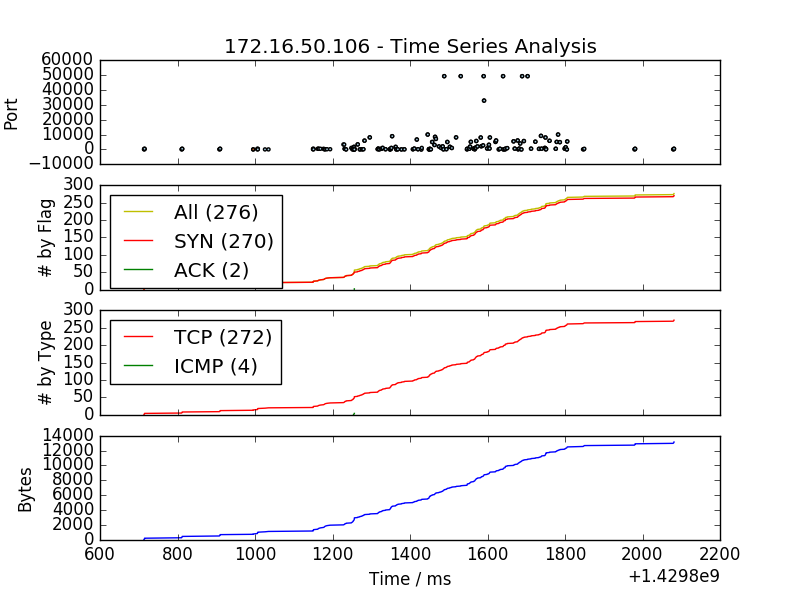 172.16.50.106 - Time Series Analysis
Port
60000
50000
40000
30000
20000
10000
0
−10000
# by Flag
300
250
200
150
100
50
0
All (276)
SYN (270)
ACK (2)
# by Type
300
250
200
150
100
50
0
TCP (272)
ICMP (4)
Bytes
14000
12000
10000
8000
6000
4000
2000
0
600 800 1000 1200 1400 1600 1800 2000 2200
Time / ms
+1.4298e9